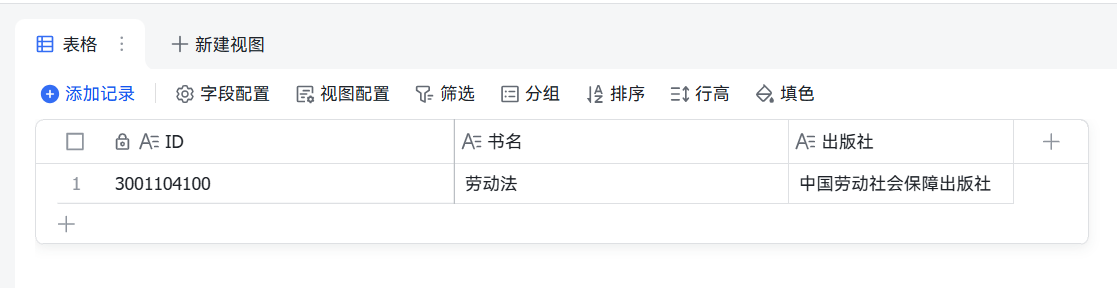 表格 新建视图
添加记录 字段配置 视图配置 筛选 分组 排序 行高 填色
ID 书名 出版社
1 3001104100 劳动法 中国劳动社会保障出版社